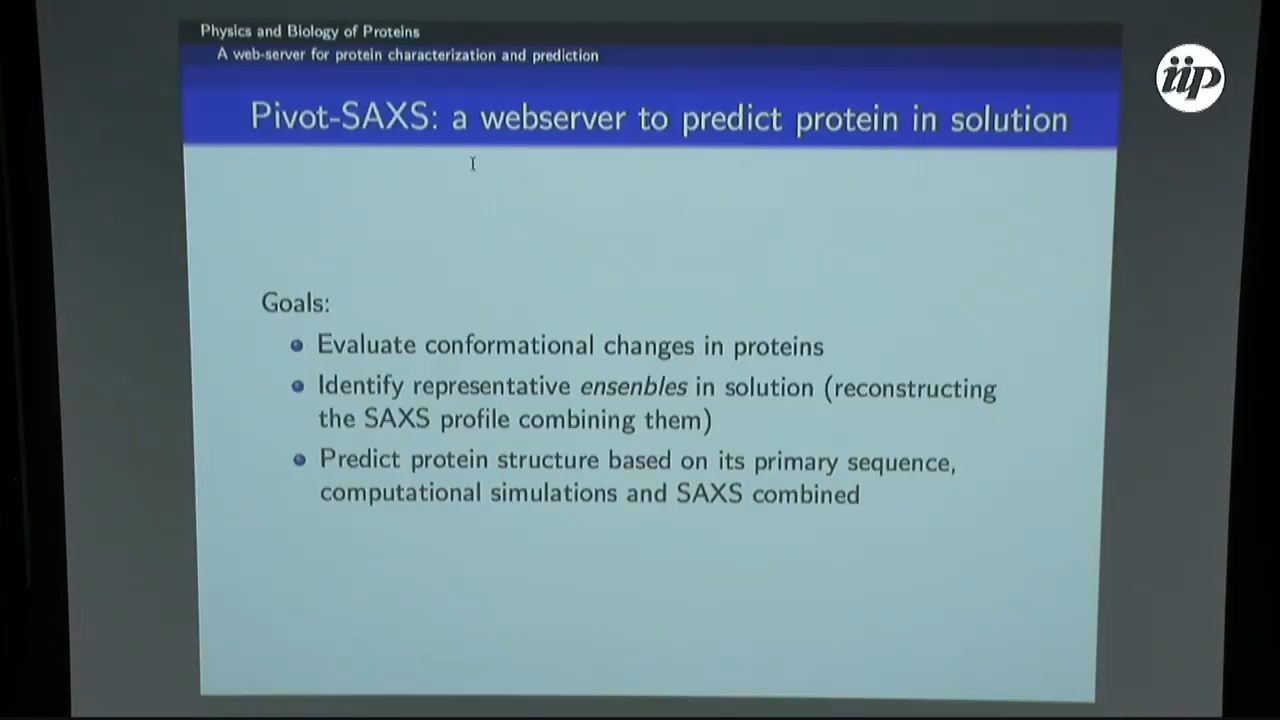 Physics and Biology of Proteins
A web-server for protein characterization and prediction
iip
Pivot-SAXS: a webserver to predict protein in solution
Goals:
Evaluate conformational changes in proteins
Identify representative ensenbles in solution (reconstructing
the SAXS profile combining them)
Predict protein structure based on its primary sequence,
computational simulations and SAXS combined